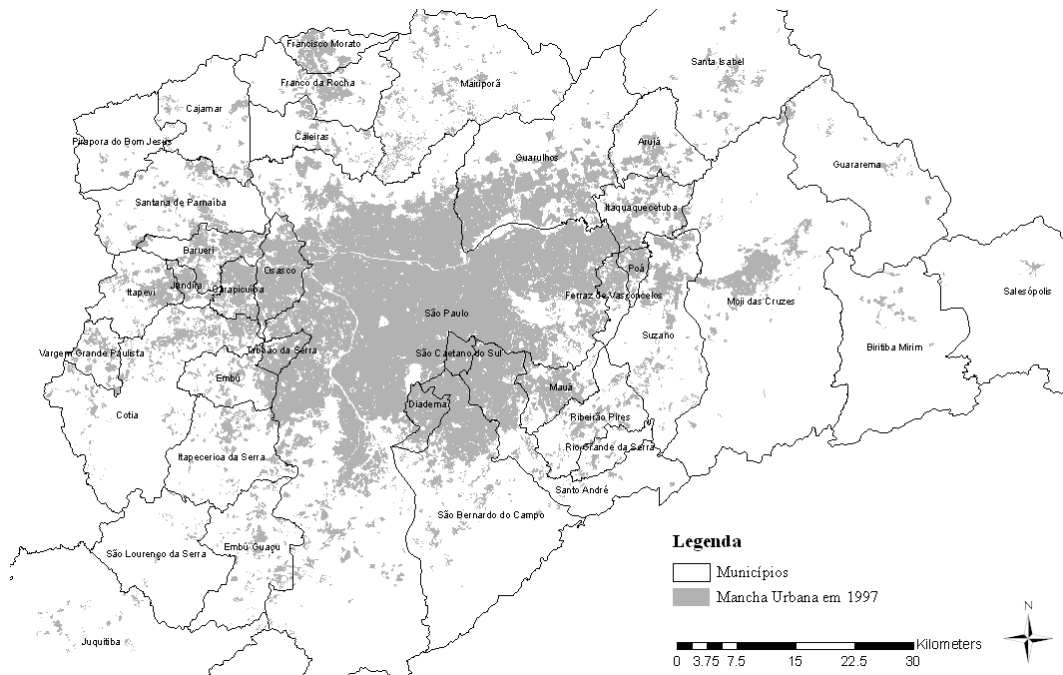 Francisco Morato
Santa Isabel
Franco da Rocha
Mairiporã
Cajamar
Caieiras
Pirapora do Bom Jesus
Arujá
Guarulhos
Guararema
Santana de Parnaíba
Itaquaquecetuba
Barueri
Osasco
Poá
Jandira
Itapevi
Carapicuíba
Salesópolis
Ferraz de Vasconcelos
Moji das Cruzes
São Paulo
Suzano
Biritiba Mirim
Vargem Grande Paulista
Taboão da Serra
São Caetano do Sul
Embú
Mauá
Diadema
Cotia
Ribeirão Pires
Rio Grande da Serra
Itapecerica da Serra
Santo André
São Bernardo do Campo
Embú Guaçu
São Lourenço da Serra
Juquitiba
Legenda
Municípios
Mancha Urbana em 1997
N
Kilometers
0 3.75 7.5 15 22.5 30